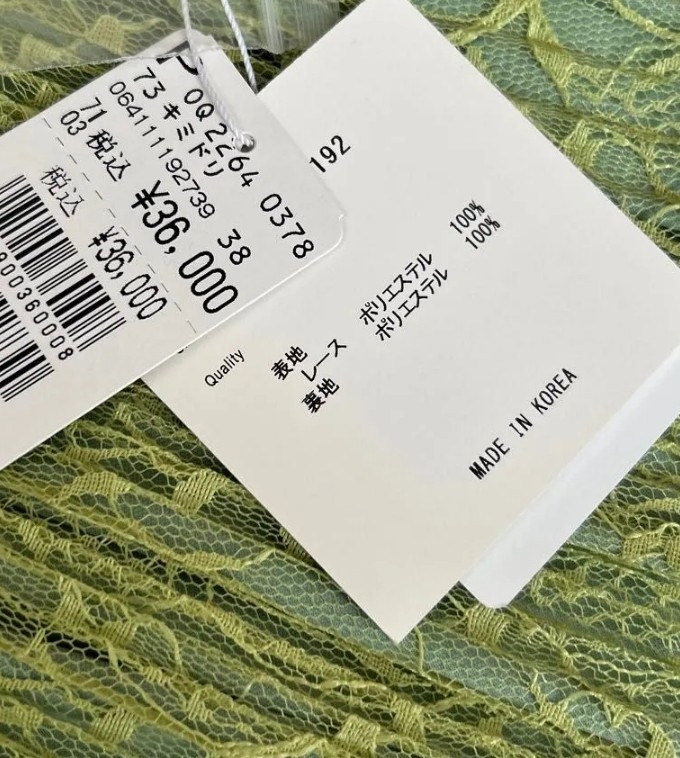 0Q 2264 0378
73 キミドリ
0641111192739 38
71
03 税込 ¥36,000
税込 ¥36,000
800360008
192
Quality
表地 ポリエステル 100%
レース
裏地 ポリエステル 100%
MADE IN KOREA